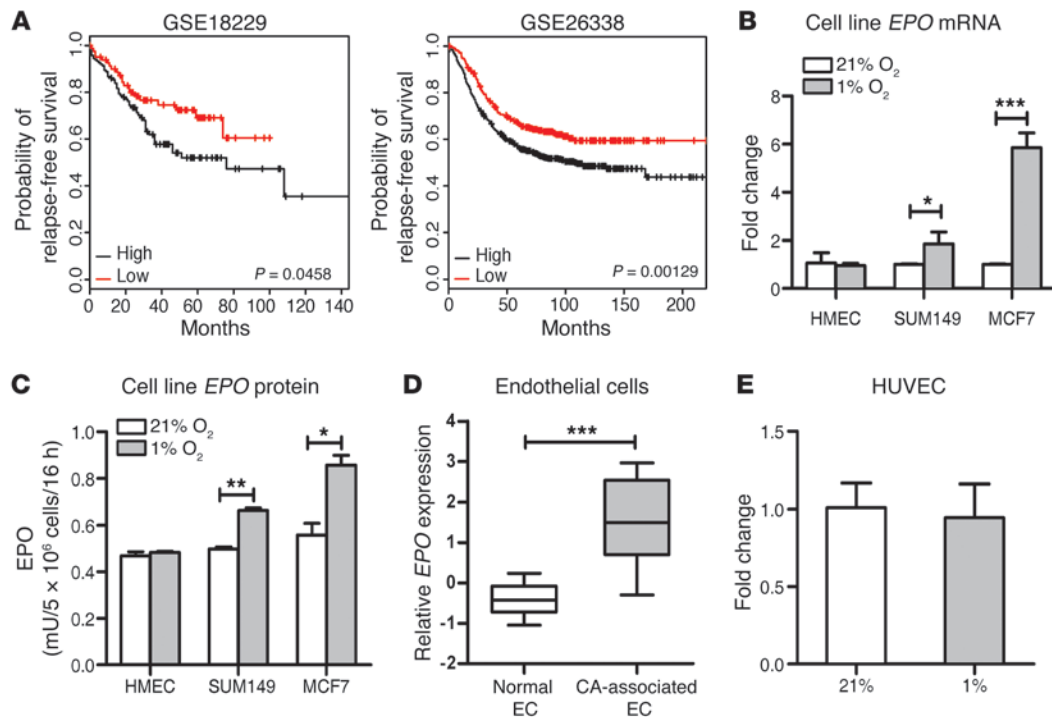 A
GSE18229
Probability of
relapse-free survival
1.0
0.8
0.6
0.4
0.2
0.0
High
Low
P = 0.0458
0 20 40 60 80 100 120 140
Months
GSE26338
Probability of
relapse-free survival
1.0
0.8
0.6
0.4
0.2
0.0
High
Low
P = 0.00129
0 50 100 150 200
Months
B
Cell line EPO mRNA
21% O₂
1% O₂
Fold change
8
6
4
2
0
*
***
HMEC SUM149 MCF7
C
Cell line EPO protein
21% O₂
1% O₂
EPO
(mU/5 × 10⁶ cells/16 h)
1.0
0.8
0.6
0.4
0.2
0.0
**
*
HMEC SUM149 MCF7
D
Endothelial cells
Relative EPO expression
4
3
2
1
-0
-1
-2
***
Normal
EC
CA-associated
EC
E
HUVEC
Fold change
1.5
1.0
0.5
0.0
21% 1%